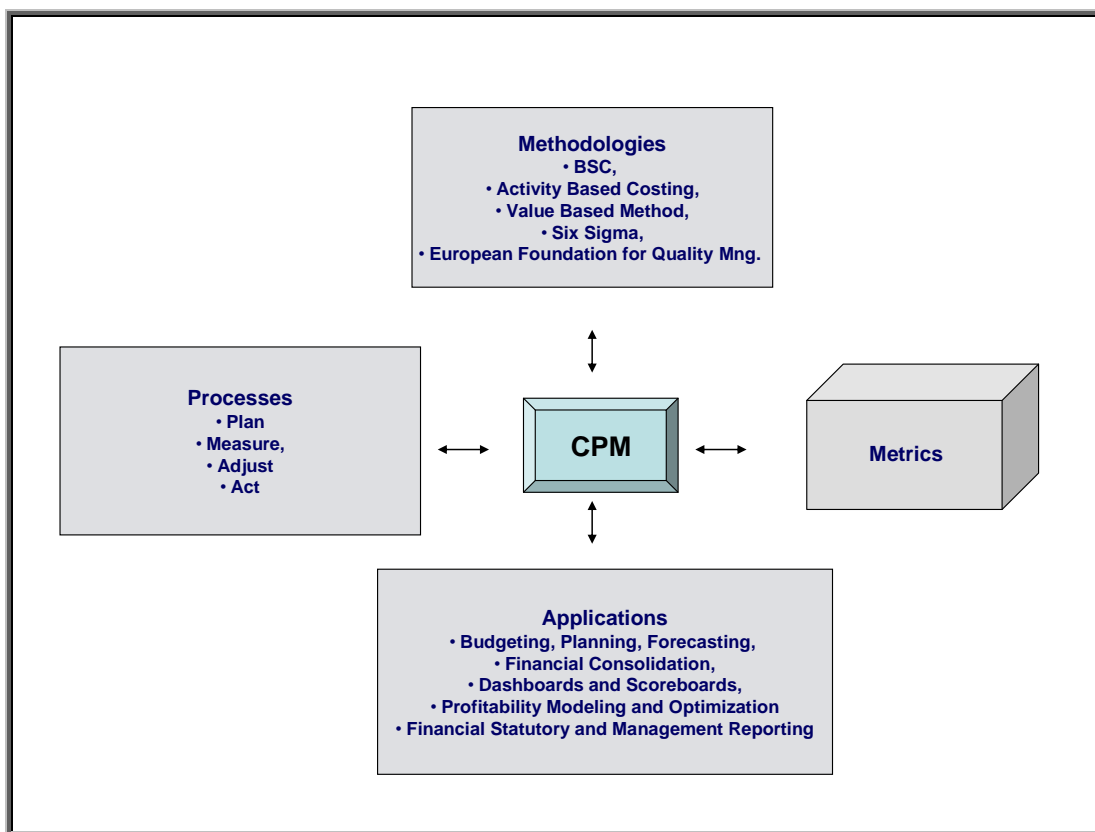 Methodologies
• BSC,
• Activity Based Costing,
• Value Based Method,
• Six Sigma,
• European Foundation for Quality Mng.
Processes
• Plan
• Measure,
• Adjust
• Act
CPM
Metrics
Applications
• Budgeting, Planning, Forecasting,
• Financial Consolidation,
• Dashboards and Scoreboards,
• Profitability Modeling and Optimization
• Financial Statutory and Management Reporting